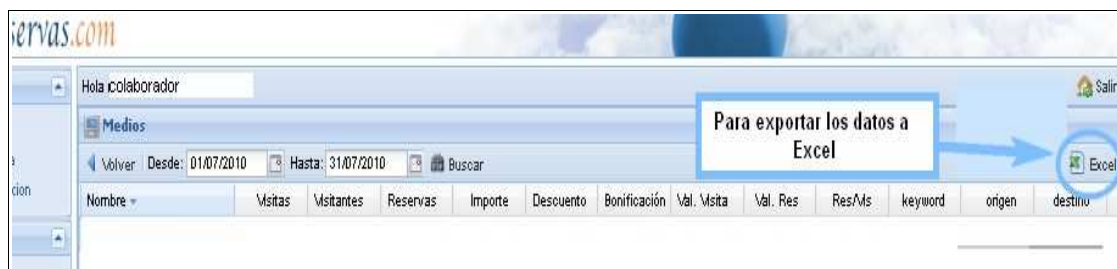 servas.com
Hola colaborador
Salir
Medios
Para exportar los datos a
Excel
Volver Desde: 01/07/2010 Hasta: 31/07/2010 Buscar
Excel
cion
Nombre Visitas Visitantes Reservas Importe Descuento Bonificación Val. Visita Val. Res Res/Vis keyword origen destino